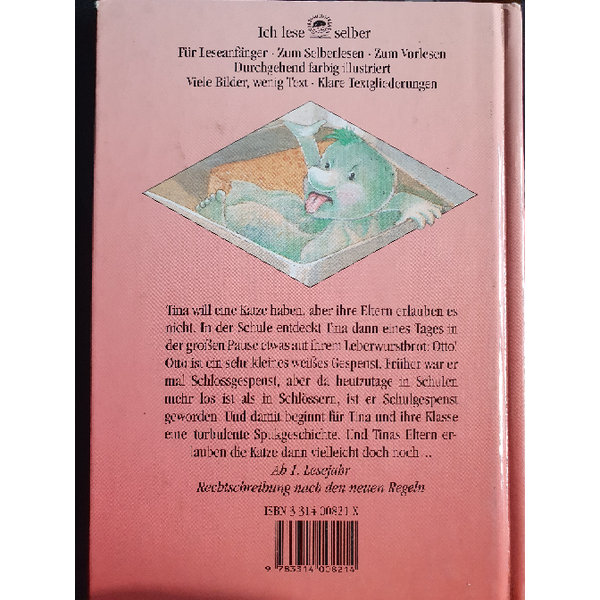 Ich lese selber
Für Leseanfänger · Zum Selberlesen · Zum Vorlesen
Durchgehend farbig illustriert
Viele Bilder, wenig Text · Klare Textgliederungen
Tina will eine Katze haben, aber ihre Eltern erlauben es
nicht. In der Schule entdeckt Tina dann eines Tages in
der großen Pause etwas auf ihrem Leberwurstbrot: Otto!
Otto ist ein sehr kleines weißes Gespenst. Früher war er
mal Schlossgespenst, aber da heutzutage in Schulen
mehr los ist als in Schlössern, ist er Schulgespenst
geworden. Und damit beginnt für Tina und ihre Klasse
eine turbulente Spukgeschichte. Und Tinas Eltern er-
lauben die Katze dann vielleicht doch noch ...
Ab 1. Lesejahr
Rechtschreibung nach den neuen Regeln
ISBN 3 314 00821 X
9 783314 008214